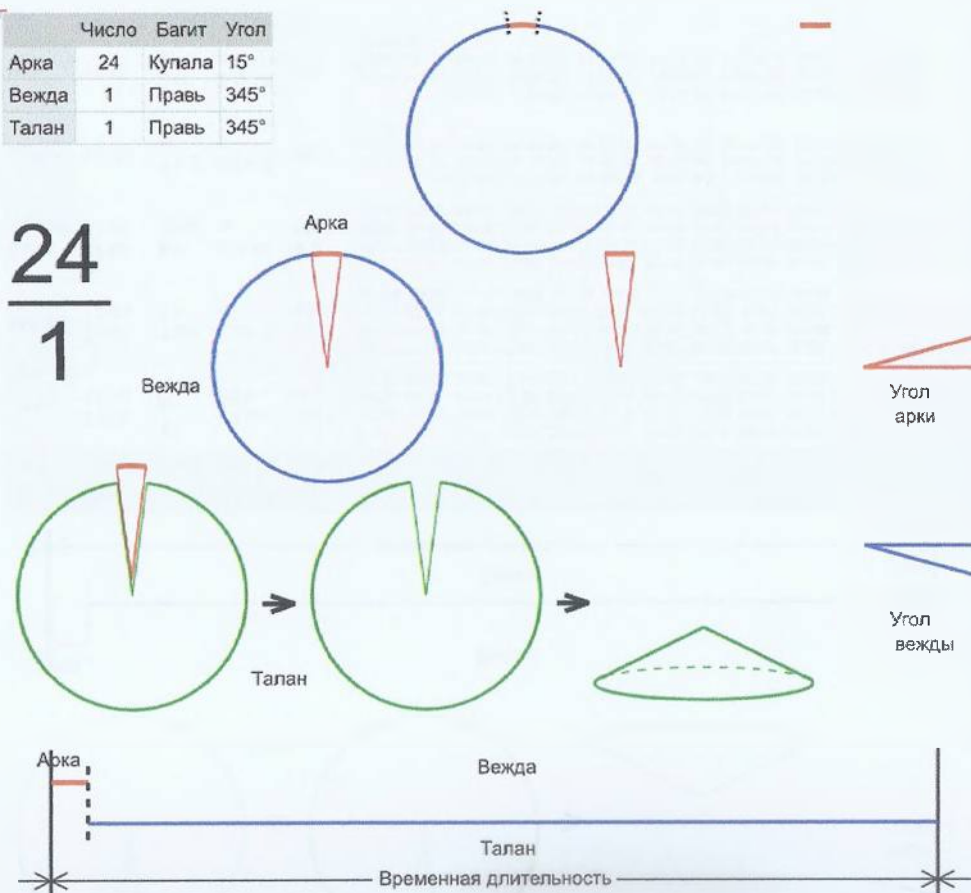 Число Багит Угол
Арка 24 Купала 15°
Вежда 1 Правь 345°
Талан 1 Правь 345°
24
1
Арка
Вежда
Угол
арки
Угол
вежды
Талан
Арка
Вежда
Талан
Временная длительность